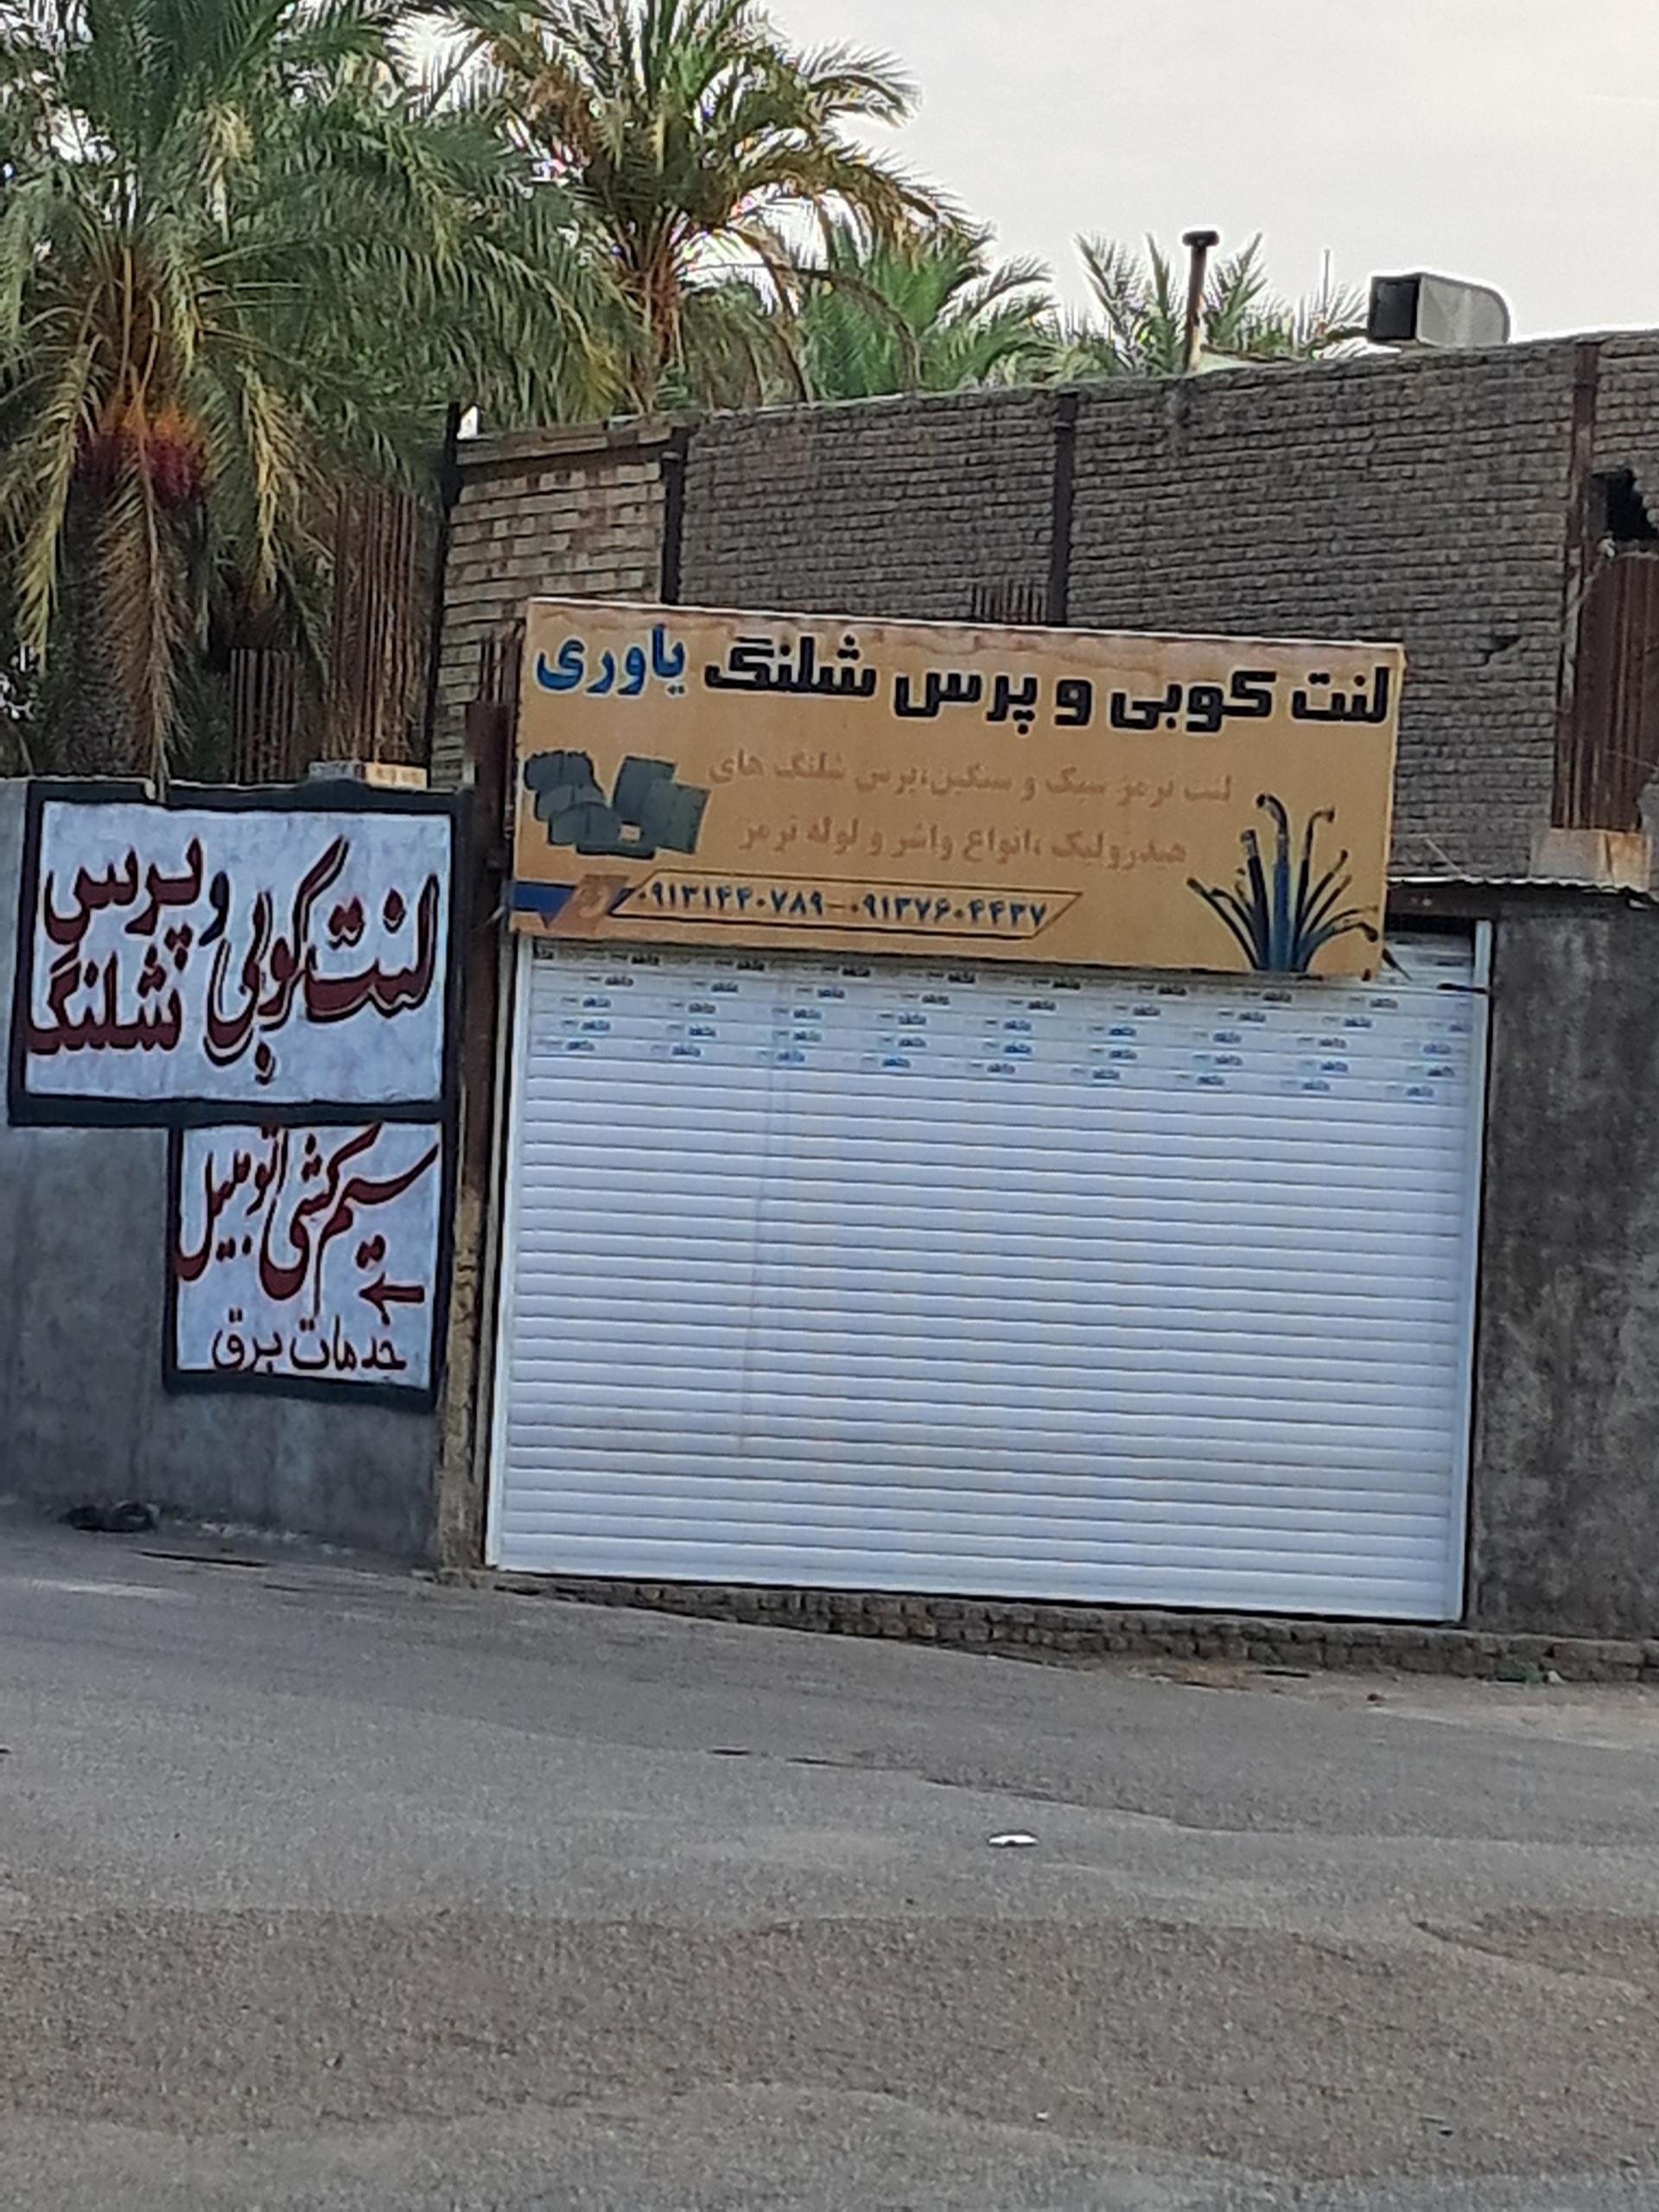 لنت کوبی و پرس شلنگ یاوری
لنت ترمز سبک و سنگین،پرس شلنگ های
هیدرولیک ،انواع واشر و لوله ترمز
۰۹۱۳۱۴۴۰۷۸۹-۰۹۱۳۷۶۰۴۴۳۷
لنت کوبی و پرس
شلنگ
سیم کشی اتومبیل
خدمات برق